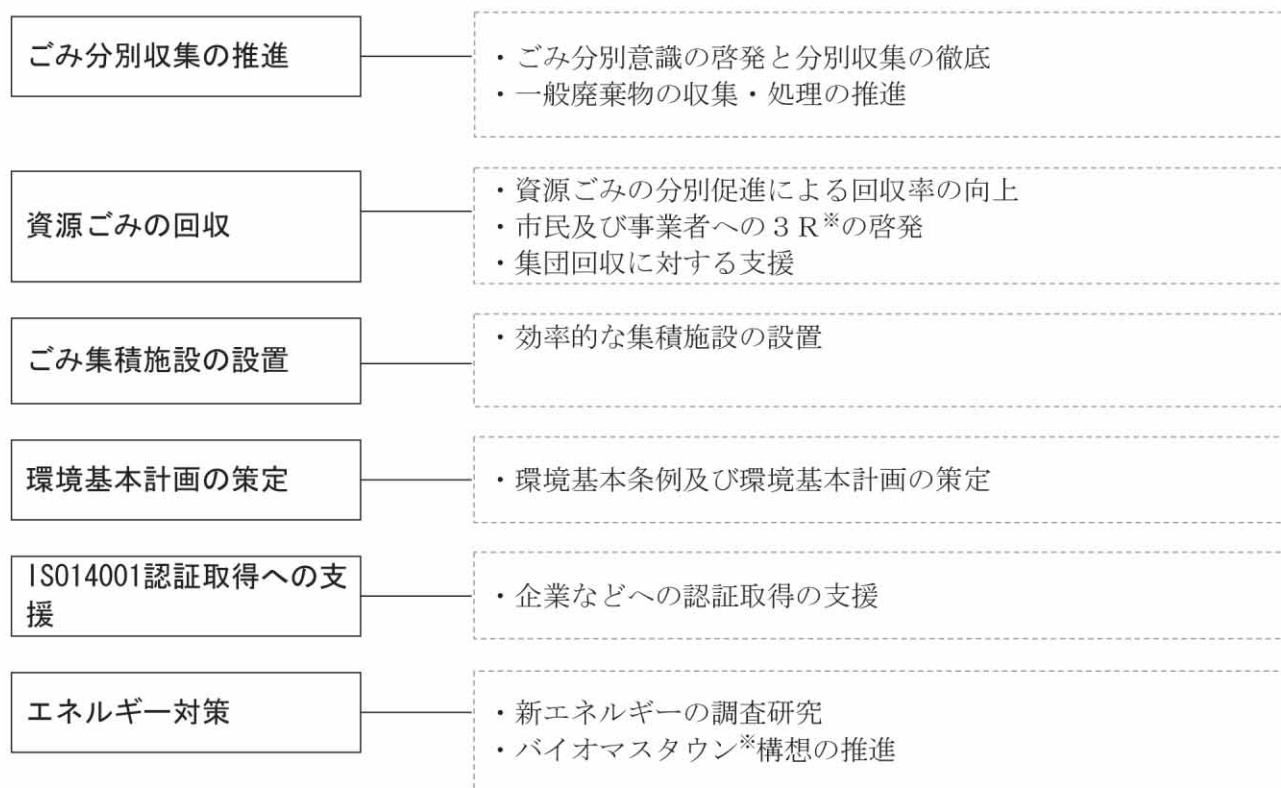 ごみ分別収集の推進
・ごみ分別意識の啓発と分別収集の徹底
・一般廃棄物の収集・処理の推進
資源ごみの回収
・資源ごみの分別促進による回収率の向上
・市民及び事業者への３Ｒ※の啓発
・集団回収に対する支援
ごみ集積施設の設置
・効率的な集積施設の設置
環境基本計画の策定
・環境基本条例及び環境基本計画の策定
ISO14001認証取得への支
援
・企業などへの認証取得の支援
エネルギー対策
・新エネルギーの調査研究
・バイオマスタウン※構想の推進